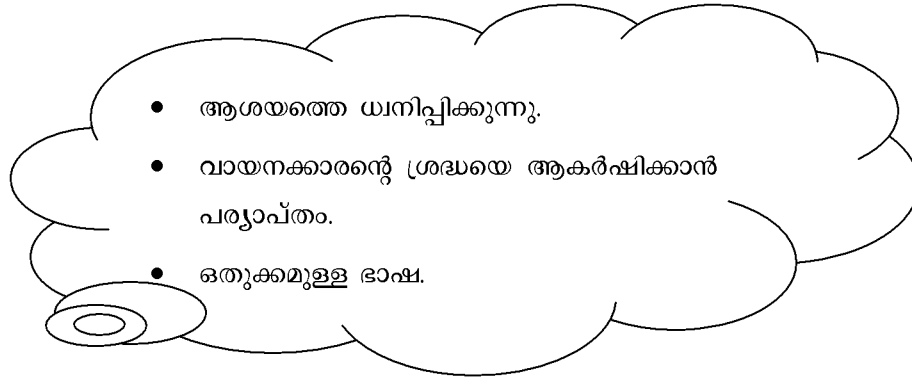 • ആശയത്തെ ധ്വനിപ്പിക്കുന്നു.
• വായനക്കാരന്റെ ശ്രദ്ധയെ ആകർഷിക്കാൻ
പര്യാപ്തം.
• ഒതുക്കമുള്ള ഭാഷ.